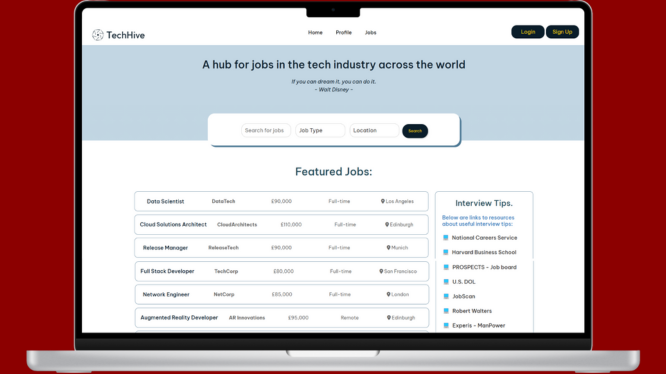 TechHive
Home Profile Jobs
Login Sign Up
A hub for jobs in the tech industry across the world
If you can dream it, you can do it.
- Walt Disney -
Search for jobs Job Type Location Search
Featured Jobs:
Data Scientist DataTech £90,000 Full-time Los Angeles
Cloud Solutions Architect CloudArchitects £110,000 Full-time Edinburgh
Release Manager ReleaseTech £90,000 Full-time Munich
Full Stack Developer TechCorp £80,000 Full-time San Francisco
Network Engineer NetCorp £85,000 Full-time London
Augmented Reality Developer AR Innovations £95,000 Remote Edinburgh
Interview Tips.
Below are links to resources
about useful interview tips:
National Careers Service
Harvard Business School
PROSPECTS - Job board
U.S. DOL
JobScan
Robert Walters
Experis - ManPower